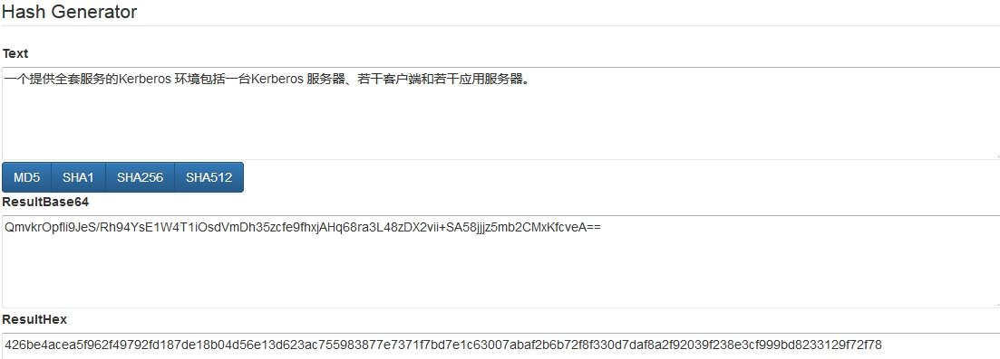 Hash Generator
Text
一个提供全套服务的Kerberos 环境包括一台Kerberos 服务器、若干客户端和若干应用服务器。
MD5 SHA1 SHA256 SHA512
ResultBase64
QmvkrOpfli9JeS/Rh94YsE1W4T1iOsdVmDh35zcfe9fhxjAHq68ra3L48zDX2vii+SA58jjjz5mb2CMxKfcveA==
ResultHex
426be4acea5f962f49792fd187de18b04d56e13d623ac755983877e7371f7bd7e1c63007abaf2b6b72f8f330d7daf8a2f92039f238e3cf999bd8233129f72f78